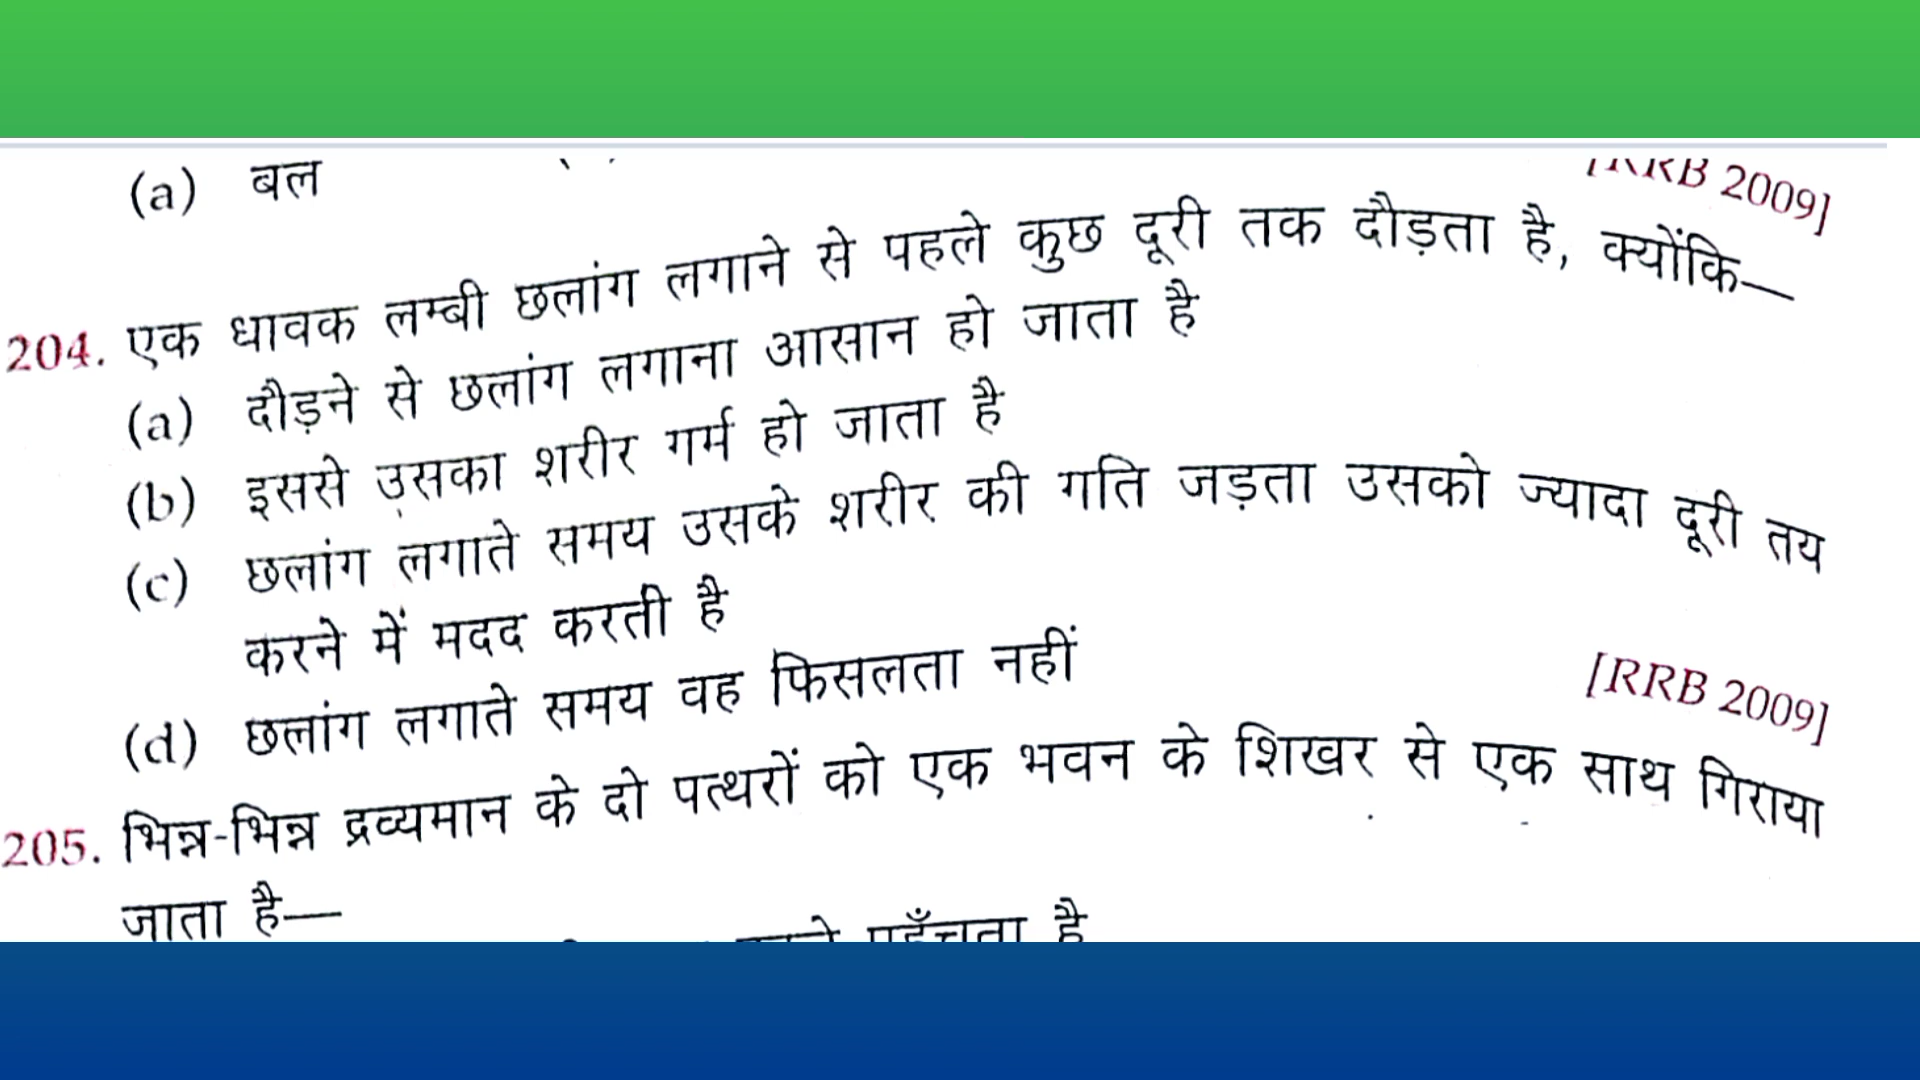 (a) बल
RRB 2009]
204. एक धावक लम्बी छलांग लगाने से पहले कुछ दूरी तक दौड़ता है, क्योंकि—
(a) दौड़ने से छलांग लगाना आसान हो जाता है
(b) इससे उसका शरीर गर्म हो जाता है
(c) छलांग लगाते समय उसके शरीर की गति जड़ता उसको ज्यादा दूरी तय
करने में मदद करती है
(d) छलांग लगाते समय वह फिसलता नहीं
[RRB 2009]
205. भिन्न-भिन्न द्रव्यमान के दो पत्थरों को एक भवन के शिखर से एक साथ गिराया
जाता है—
पहुँचता है